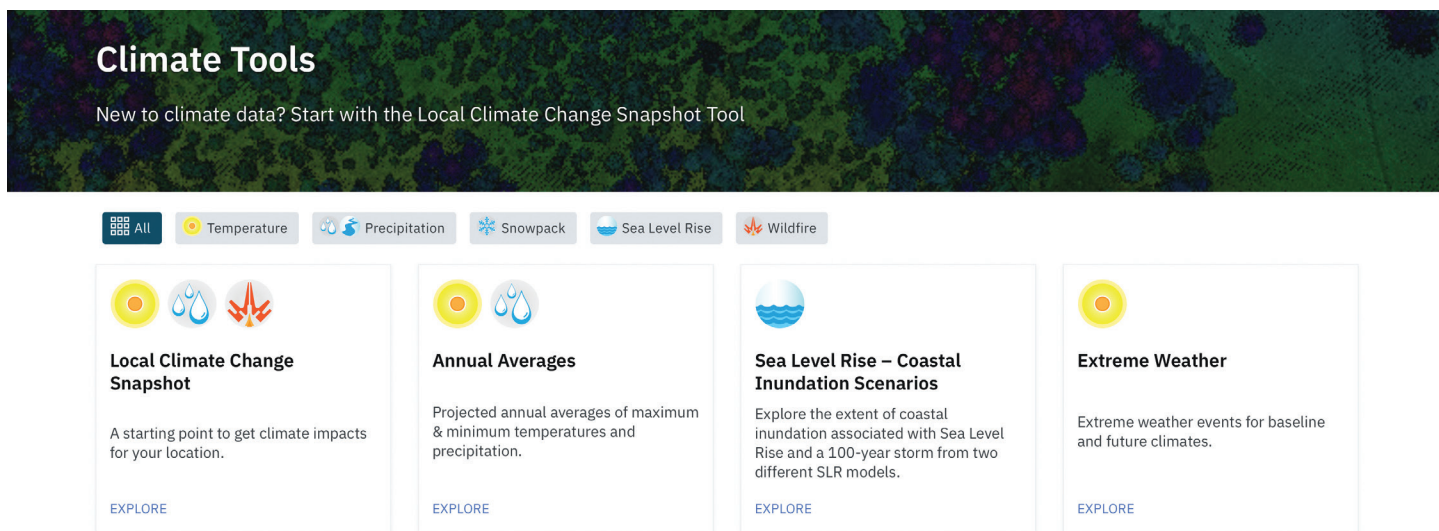 Climate Tools
New to climate data? Start with the Local Climate Change Snapshot Tool
All
Temperature
Precipitation
Snowpack
Sea Level Rise
Wildfire
Local Climate Change
Snapshot
A starting point to get climate impacts
for your location.
EXPLORE
Annual Averages
Projected annual averages of maximum
& minimum temperatures and
precipitation.
EXPLORE
Sea Level Rise – Coastal
Inundation Scenarios
Explore the extent of coastal
inundation associated with Sea Level
Rise and a 100-year storm from two
different SLR models.
EXPLORE
Extreme Weather
Extreme weather events for baseline
and future climates.
EXPLORE